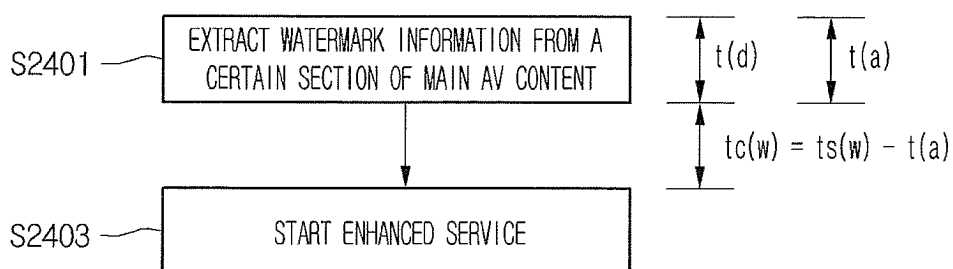 EXTRACT WATERMARK INFORMATION FROM A
CERTAIN SECTION OF MAIN AV CONTENT
S2401
t(d)
t(a)
tc(w) = ts(w) - t(a)
START ENHANCED SERVICE
S2403